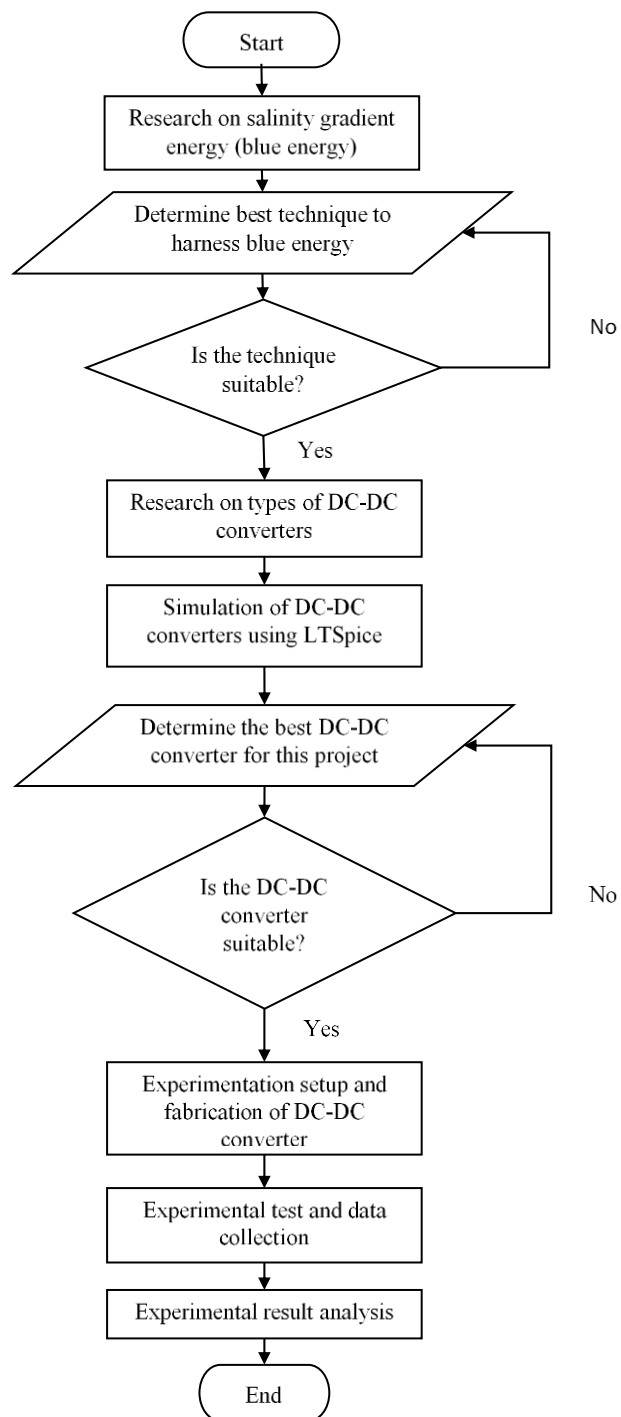 Start
Research on salinity gradient
energy (blue energy)
Determine best technique to
harness blue energy
No
Is the technique
suitable?
Yes
Research on types of DC-DC
converters
Simulation of DC-DC
converters using LTSpice
Determine the best DC-DC
converter for this project
Is the DC-DC
converter
suitable?
No
Yes
Experimentation setup and
fabrication of DC-DC
converter
Experimental test and data
collection
Experimental result analysis
End